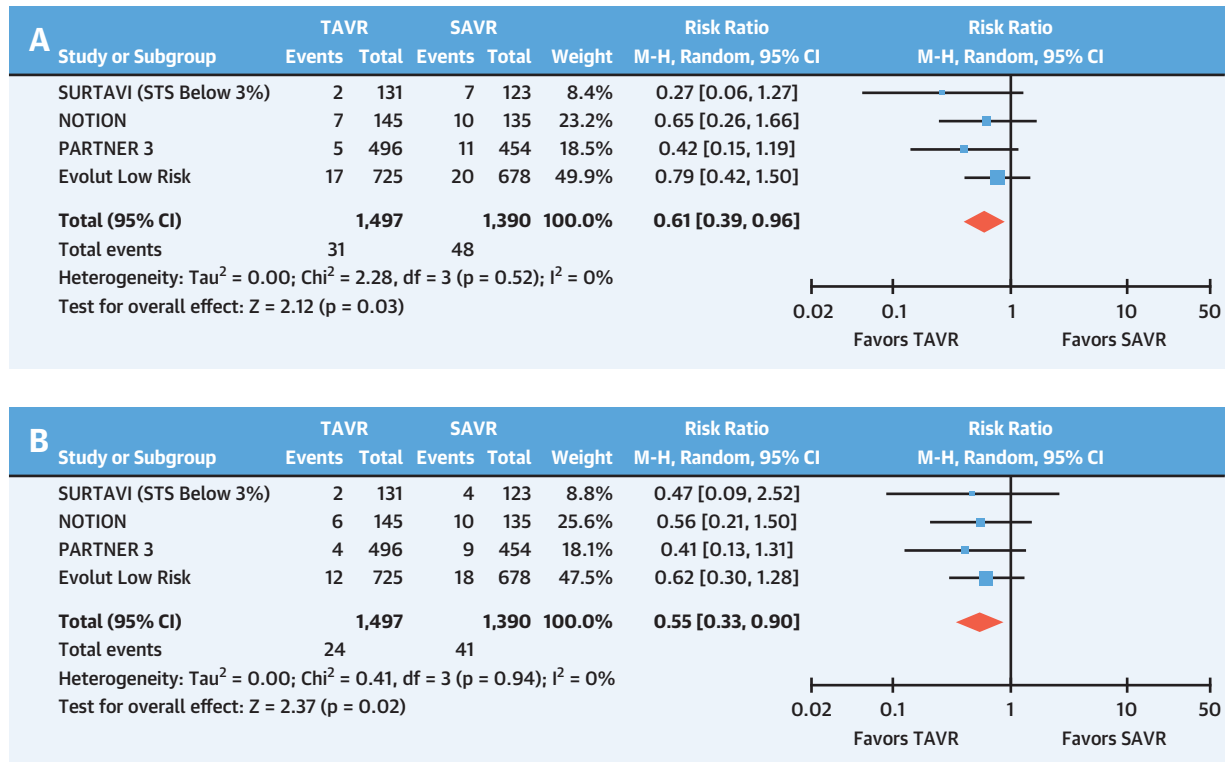 A
TAVR SAVR Risk Ratio Risk Ratio
Study or Subgroup Events Total Events Total Weight M-H, Random, 95% CI M-H, Random, 95% CI
SURTAVI (STS Below 3%) 2 131 7 123 8.4% 0.27 [0.06, 1.27]
NOTION 7 145 10 135 23.2% 0.65 [0.26, 1.66]
PARTNER 3 5 496 11 454 18.5% 0.42 [0.15, 1.19]
Evolut Low Risk 17 725 20 678 49.9% 0.79 [0.42, 1.50]
Total (95% CI) 1,497 1,390 100.0% 0.61 [0.39, 0.96]
Total events 31 48
Heterogeneity: Tau² = 0.00; Chi² = 2.28, df = 3 (p = 0.52); I² = 0%
Test for overall effect: Z = 2.12 (p = 0.03)
0.02 0.1 1 10 50
Favors TAVR Favors SAVR
B
TAVR SAVR Risk Ratio Risk Ratio
Study or Subgroup Events Total Events Total Weight M-H, Random, 95% CI M-H, Random, 95% CI
SURTAVI (STS Below 3%) 2 131 4 123 8.8% 0.47 [0.09, 2.52]
NOTION 6 145 10 135 25.6% 0.56 [0.21, 1.50]
PARTNER 3 4 496 9 454 18.1% 0.41 [0.13, 1.31]
Evolut Low Risk 12 725 18 678 47.5% 0.62 [0.30, 1.28]
Total (95% CI) 1,497 1,390 100.0% 0.55 [0.33, 0.90]
Total events 24 41
Heterogeneity: Tau² = 0.00; Chi² = 0.41, df = 3 (p = 0.94); I² = 0%
Test for overall effect: Z = 2.37 (p = 0.02)
0.02 0.1 1 10 50
Favors TAVR Favors SAVR